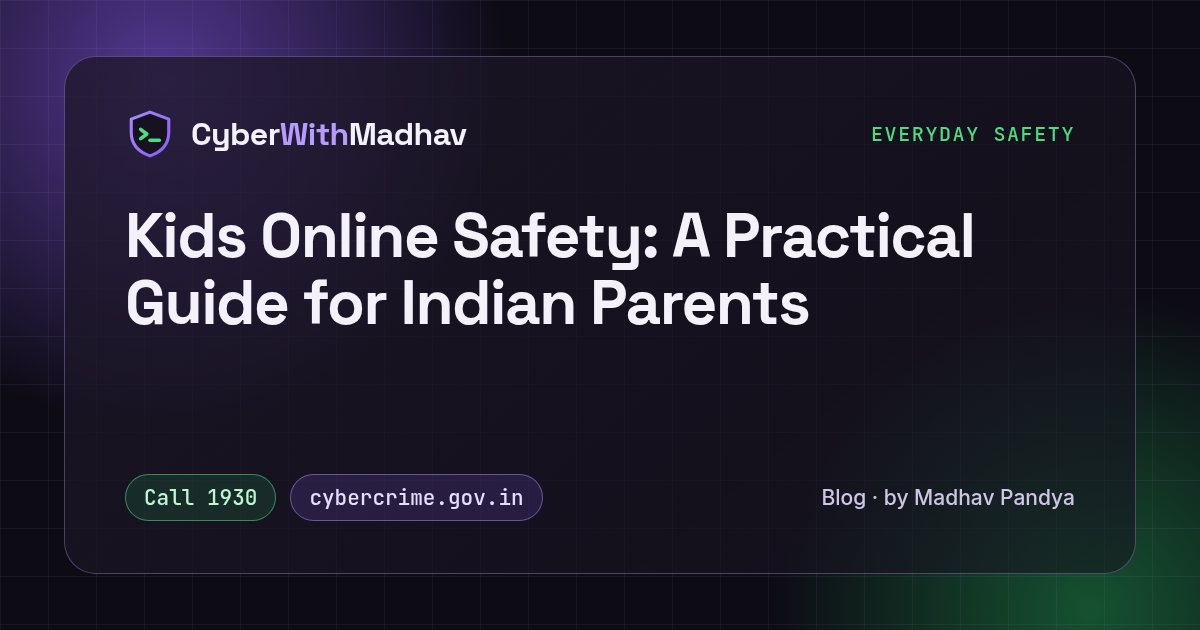 CyberWithMadhav
EVERYDAY SAFETY
Kids Online Safety: A Practical
Guide for Indian Parents
Call 1930
cybercrime.gov.in
Blog · by Madhav Pandya